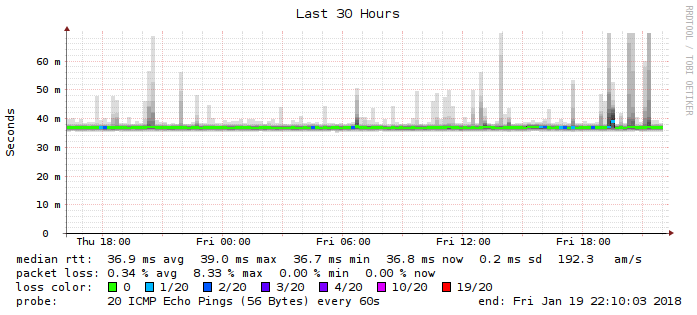 Last 30 Hours
RRDTOOL / TOBI OETIKER
Seconds
60 m
50 m
40 m
30 m
20 m
10 m
0
Thu 18:00 Fri 00:00 Fri 06:00 Fri 12:00 Fri 18:00
median rtt: 36.9 ms avg 39.0 ms max 36.7 ms min 36.8 ms now 0.2 ms sd 192.3 am/s
packet loss: 0.34 % avg 8.33 % max 0.00 % min 0.00 % now
loss color: 0 1/20 2/20 3/20 4/20 10/20 19/20
probe: 20 ICMP Echo Pings (56 Bytes) every 60s end: Fri Jan 19 22:10:03 2018